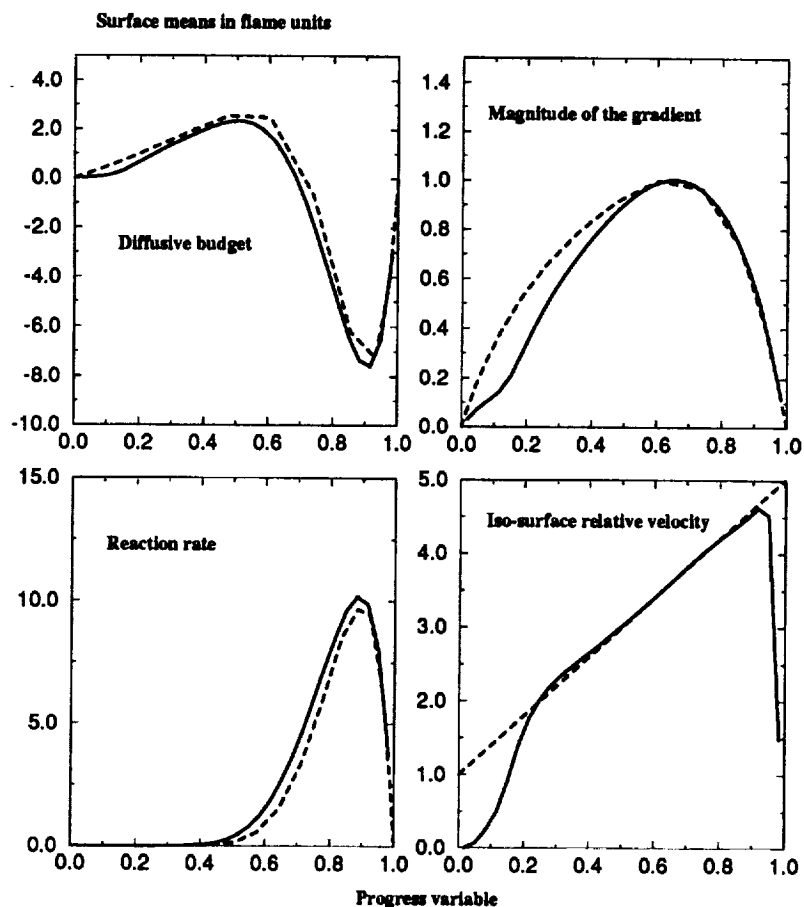 Surface means in flame units
4.0
2.0
0.0
-2.0
-4.0
-6.0
-8.0
-10.0
Diffusive budget
0.0 0.2 0.4 0.6 0.8 1.0
1.4
1.2
1.0
0.8
0.6
0.4
0.2
0.0
Magnitude of the gradient
0.0 0.2 0.4 0.6 0.8 1.0
15.0
10.0
5.0
0.0
Reaction rate
0.0 0.2 0.4 0.6 0.8 1.0
5.0
4.0
3.0
2.0
1.0
0.0
Iso-surface relative velocity
0.0 0.2 0.4 0.6 0.8 1.0
Progress variable